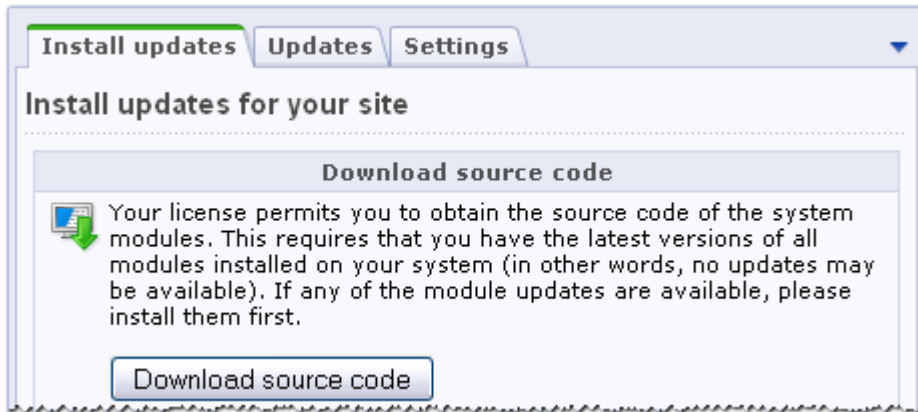 Install updates Updates Settings
Install updates for your site
Download source code
Your license permits you to obtain the source code of the system
modules. This requires that you have the latest versions of all
modules installed on your system (in other words, no updates may
be available). If any of the module updates are available, please
install them first.
Download source code